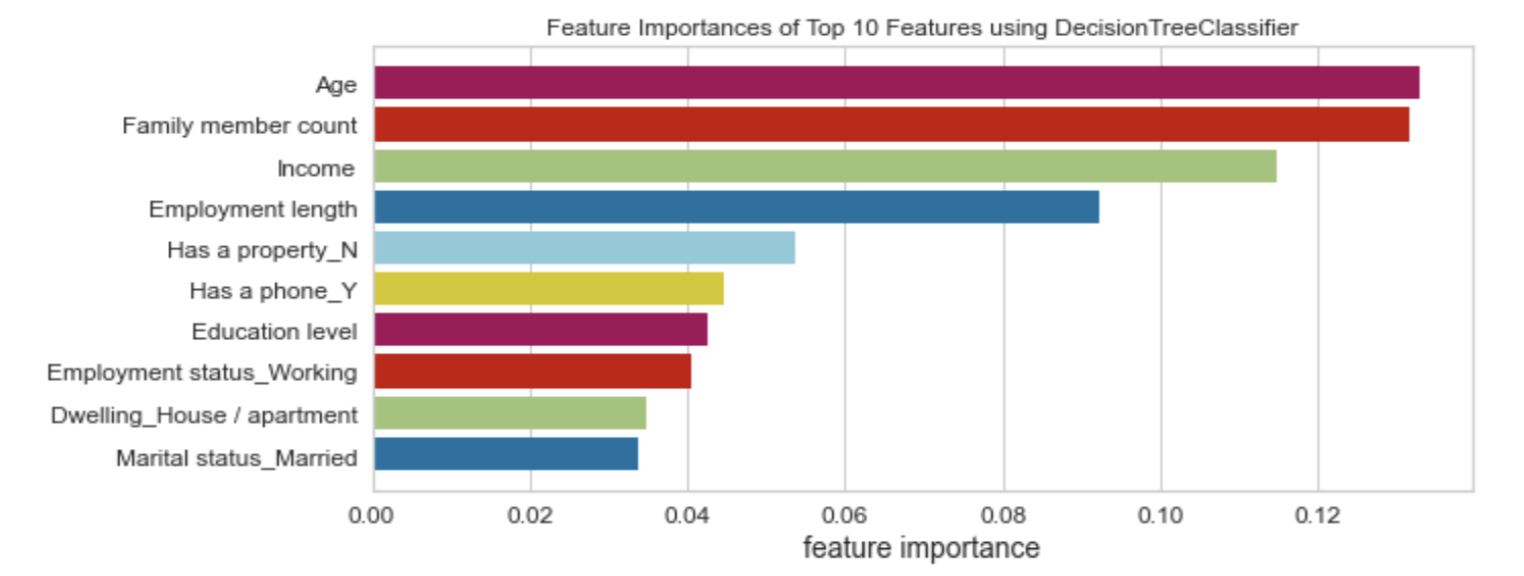 Feature Importances of Top 10 Features using DecisionTreeClassifier
Age
Family member count
Income
Employment length
Has a property_N
Has a phone_Y
Education level
Employment status_Working
Dwelling_House / apartment
Marital status_Married
0.00 0.02 0.04 0.06 0.08 0.10 0.12
feature importance